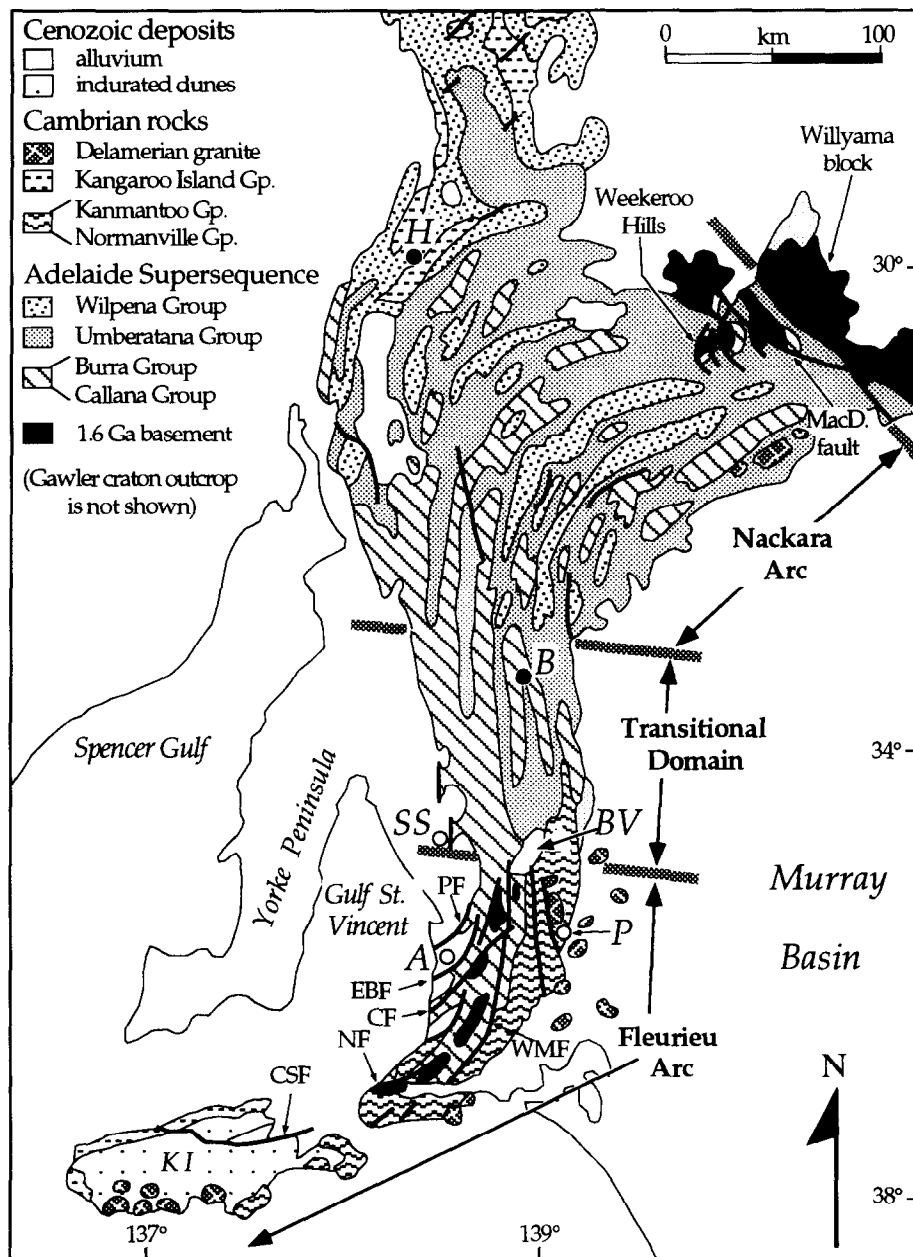 Cenozoic deposits
alluvium
indurated dunes
Cambrian rocks
Delamerian granite
Kangaroo Island Gp.
Kanmantoo Gp.
Normanville Gp.
Adelaide Supersequence
Wilpena Group
Umberatana Group
Burra Group
Callana Group
1.6 Ga basement
(Gawler craton outcrop
is not shown)
0 km 100
Willyama
block
Weekeroo
Hills
H
30°
MacD.
fault
Nackara
Arc
B
Transitional
Domain
34°
Spencer Gulf
Yorke Peninsula
SS
BV
Gulf St.
Vincent
PF
A
P
Murray
Basin
EBF
CF
NF
WMF
Fleurieu
Arc
CSF
KI
N
137°
139°
38°